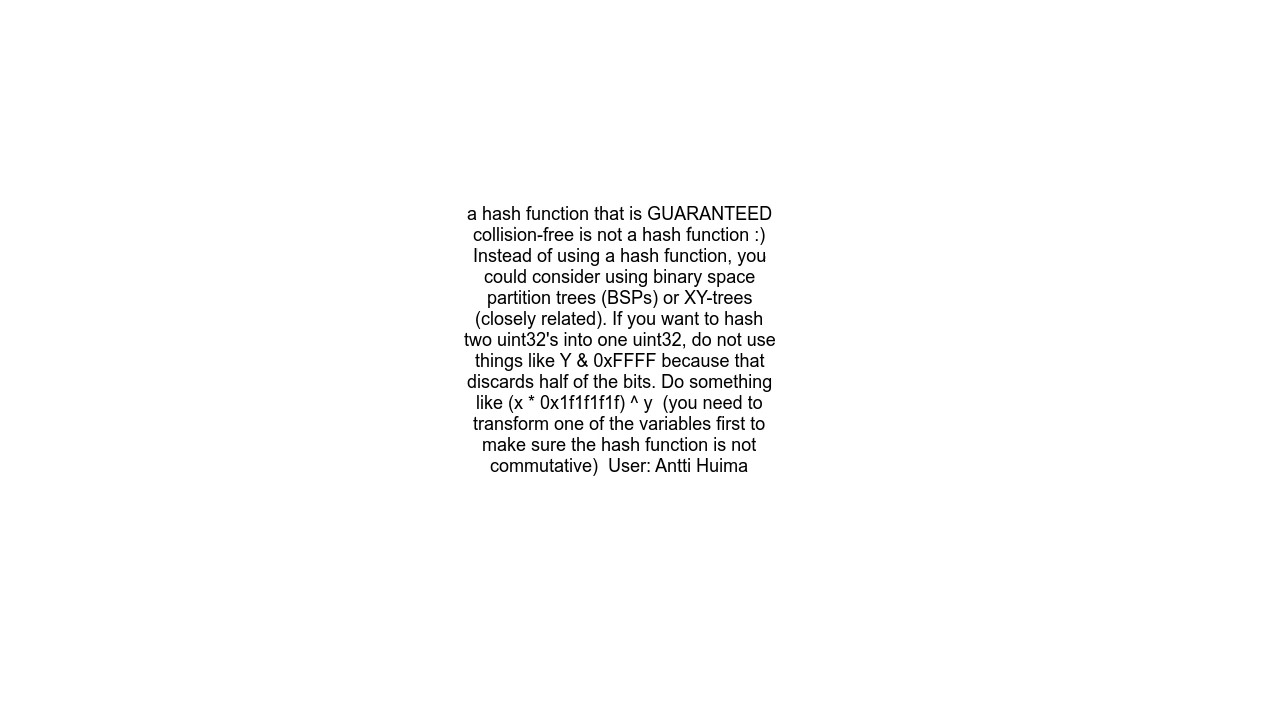 a hash function that is GUARANTEED
collision-free is not a hash function :)
Instead of using a hash function, you
could consider using binary space
partition trees (BSPs) or XY-trees
(closely related). If you want to hash
two uint32's into one uint32, do not use
things like Y & 0xFFFF because that
discards half of the bits. Do something
like (x * 0x1f1f1f1f) ^ y  (you need to
transform one of the variables first to
make sure the hash function is not
commutative)  User: Antti Huima